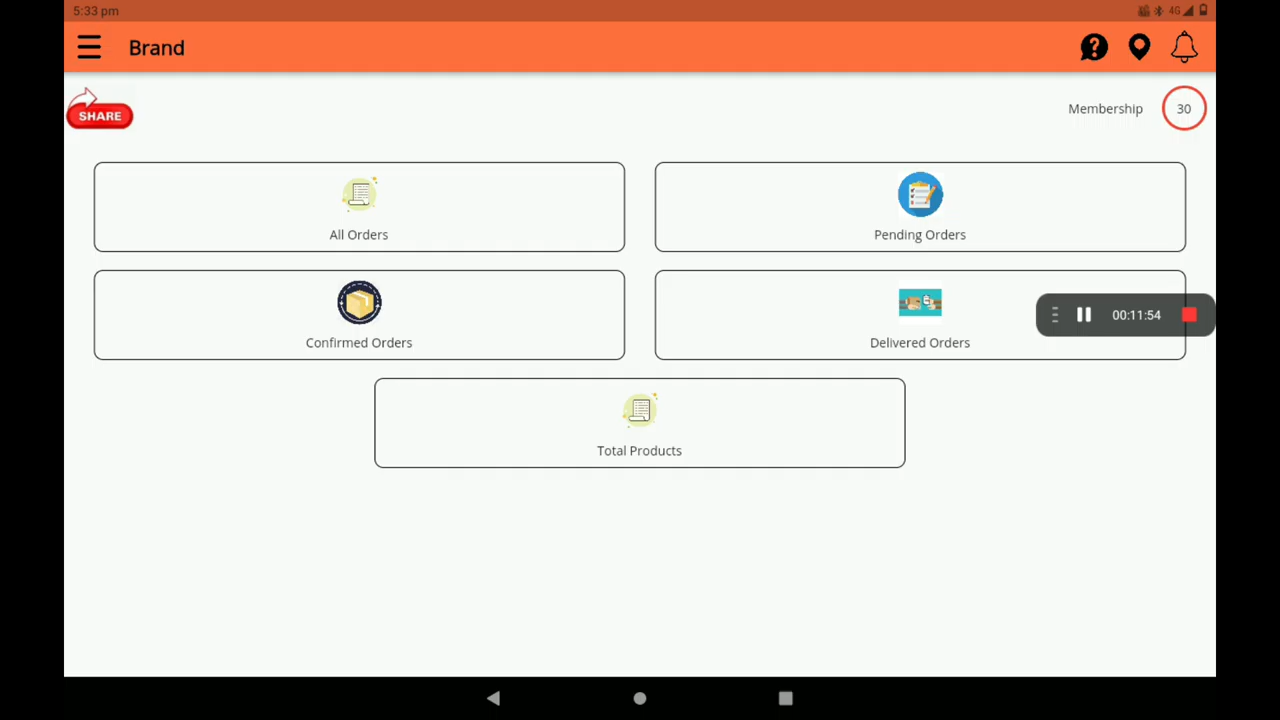 5:33 pm
4G
Brand
SHARE
Membership
30
All Orders
Pending Orders
Confirmed Orders
Delivered Orders
00:11:54
Total Products